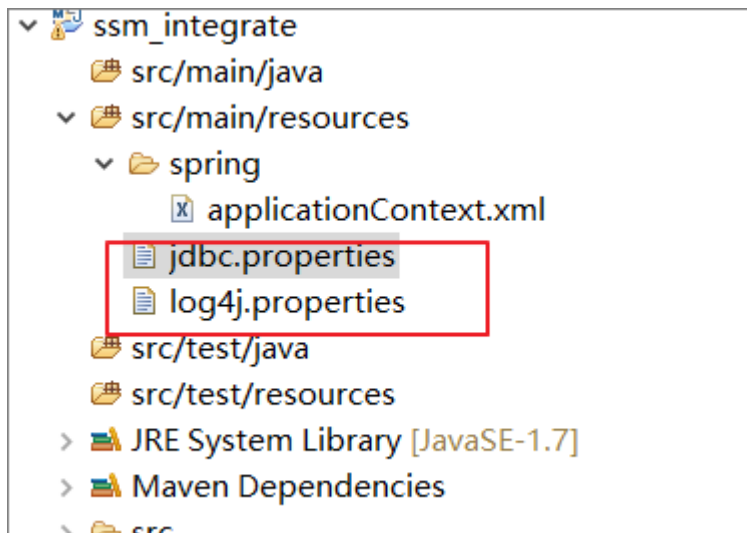 ssm_integrate
src/main/java
src/main/resources
spring
applicationContext.xml
jdbc.properties
log4j.properties
src/test/java
src/test/resources
JRE System Library [JavaSE-1.7]
Maven Dependencies
src